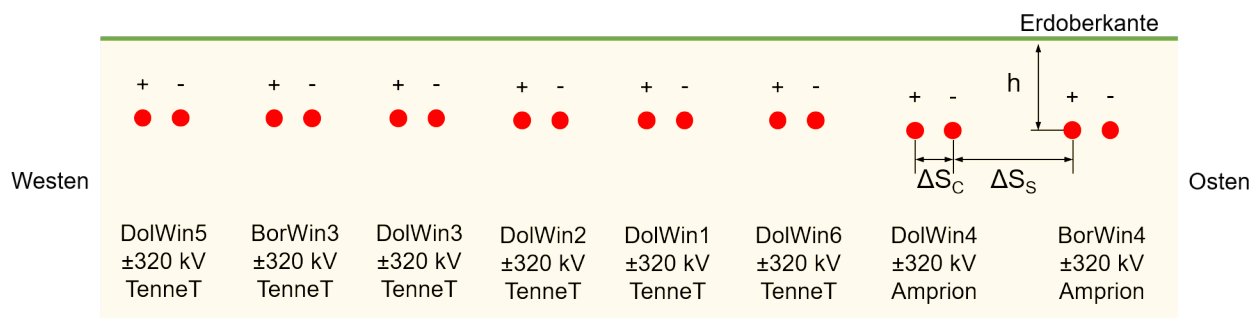 Erdoberkante
+ - + - + - + - + - + - + - + -
h
ΔS_C ΔS_S
Westen
Osten
DolWin5
±320 kV
TenneT
BorWin3
±320 kV
TenneT
DolWin3
±320 kV
TenneT
DolWin2
±320 kV
TenneT
DolWin1
±320 kV
TenneT
DolWin6
±320 kV
TenneT
DolWin4
±320 kV
Amprion
BorWin4
±320 kV
Amprion